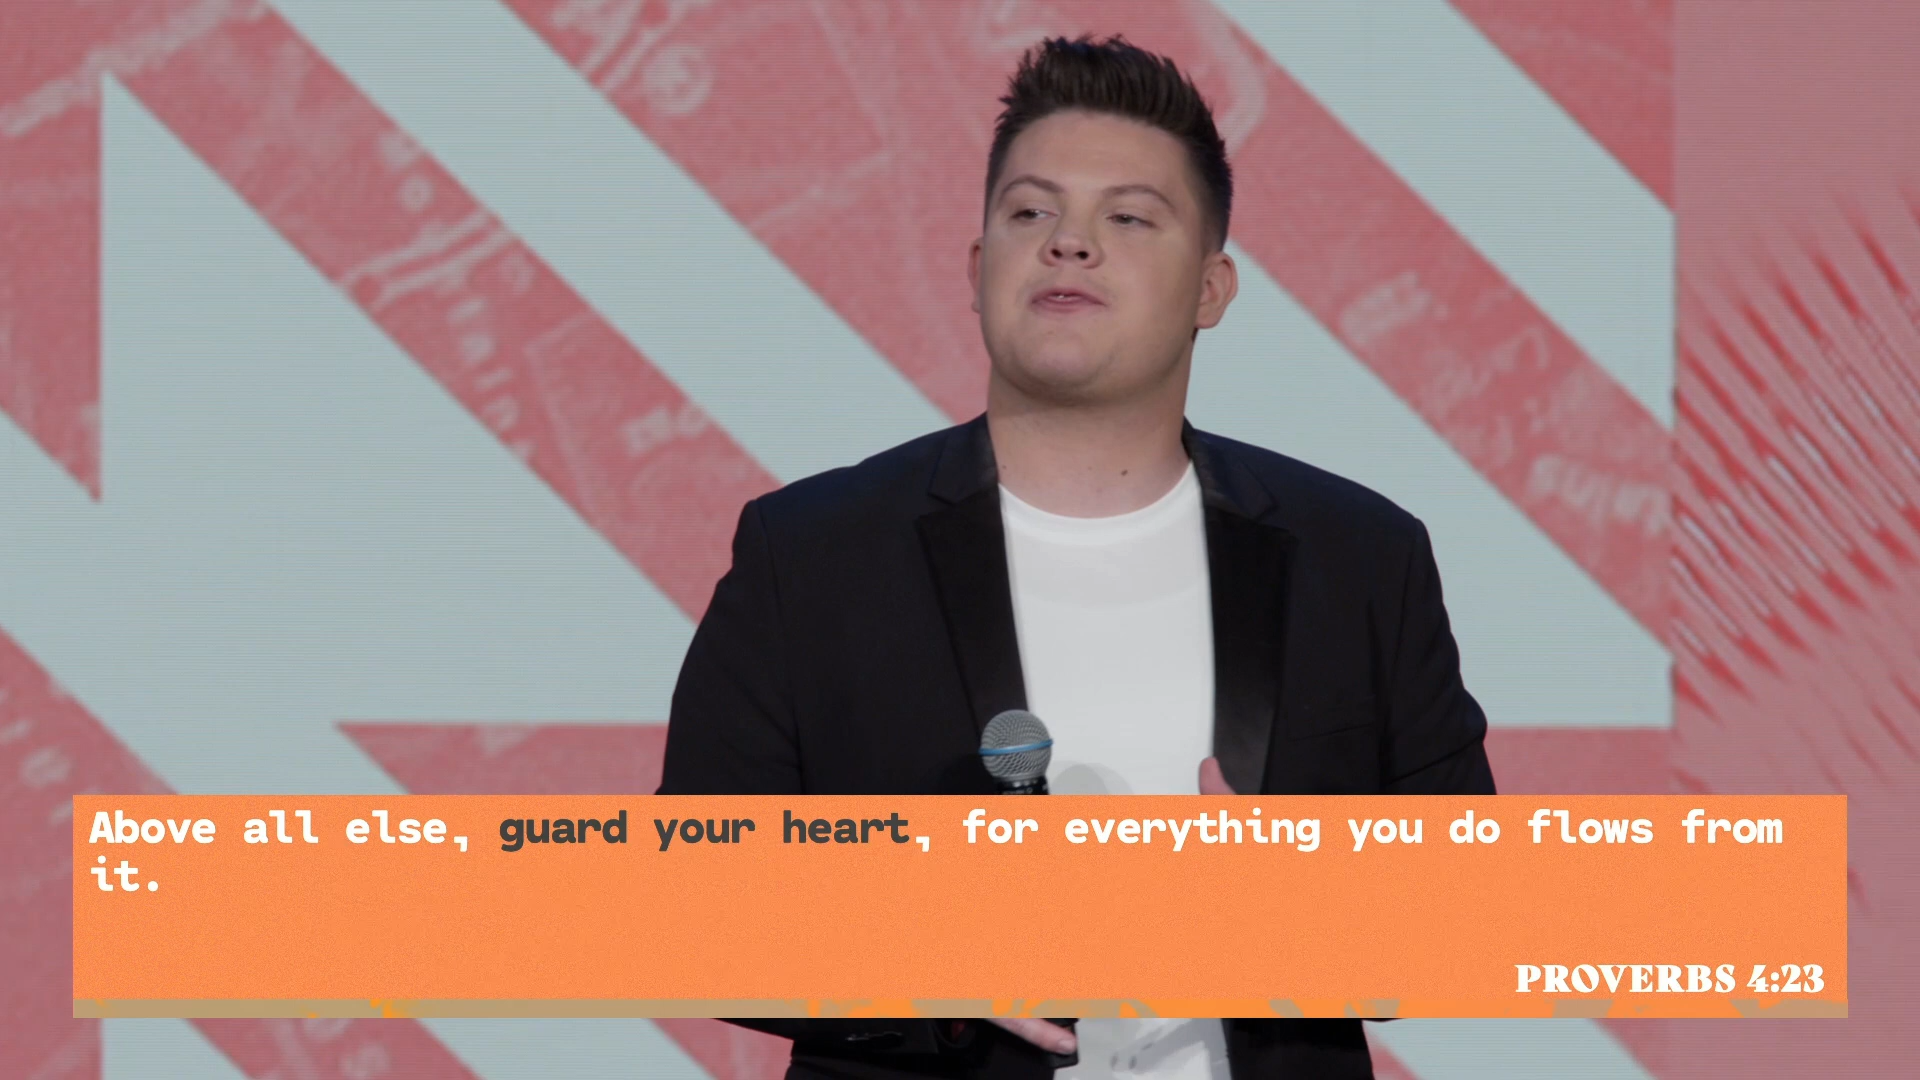 Above all else, guard your heart, for everything you do flows from
it.
PROVERBS 4:23